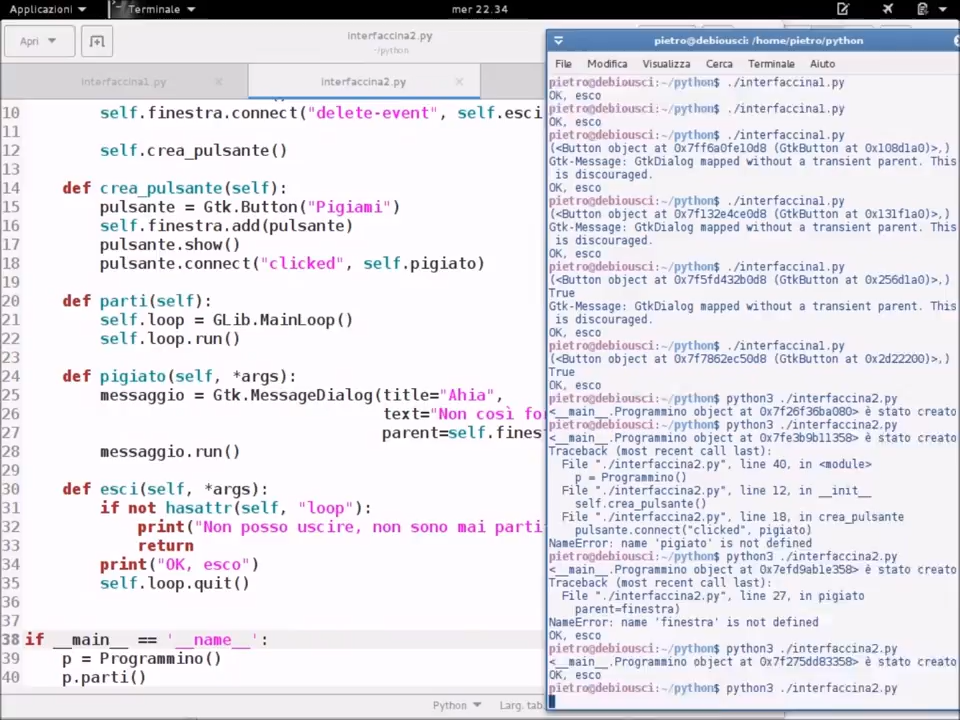 Applicazioni Terminale mer 22.34
Apri interfaccina2.py
~/python
interfaccina1.py × interfaccina2.py ×
10 self.finestra.connect("delete-event", self.esci
11
12 self.crea_pulsante()
13
14 def crea_pulsante(self):
15 pulsante = Gtk.Button("Pigiami")
16 self.finestra.add(pulsante)
17 pulsante.show()
18 pulsante.connect("clicked", self.pigiato)
19
20 def parti(self):
21 self.loop = GLib.MainLoop()
22 self.loop.run()
23
24 def pigiato(self, *args):
25 messaggio = Gtk.MessageDialog(title="Ahia",
26 text="Non così fo
27 parent=self.fines
28 messaggio.run()
29
30 def esci(self, *args):
31 if not hasattr(self, "loop"):
32 print("Non posso uscire, non sono mai parti
33 return
34 print("OK, esco")
35 self.loop.quit()
36
37
38 if __main__ == '__name__':
39 p = Programmino()
40 p.parti()
Python Larg. tab.
pietro@debiousci: /home/pietro/python
File Modifica Visualizza Cerca Terminale Aiuto
pietro@debiousci:~/python$ ./interfaccina1.py
OK, esco
pietro@debiousci:~/python$ ./interfaccina1.py
OK, esco
pietro@debiousci:~/python$ ./interfaccina1.py
(<Button object at 0x7ff6a0fe10d8 (GtkButton at 0x108d1a0)>,)
Gtk-Message: GtkDialog mapped without a transient parent. This
is discouraged.
OK, esco
pietro@debiousci:~/python$ ./interfaccina1.py
(<Button object at 0x7f132e4ce0d8 (GtkButton at 0x131f1a0)>,)
Gtk-Message: GtkDialog mapped without a transient parent. This
is discouraged.
OK, esco
pietro@debiousci:~/python$ ./interfaccina1.py
(<Button object at 0x7f5fd432b0d8 (GtkButton at 0x256d1a0)>,)
True
Gtk-Message: GtkDialog mapped without a transient parent. This
is discouraged.
OK, esco
pietro@debiousci:~/python$ ./interfaccina1.py
(<Button object at 0x7f7862ec50d8 (GtkButton at 0x2d22200)>,)
True
OK, esco
pietro@debiousci:~/python$ python3 ./interfaccina2.py
<__main__.Programmino object at 0x7f26f36ba080> è stato creato
pietro@debiousci:~/python$ python3 ./interfaccina2.py
<__main__.Programmino object at 0x7fe3b9b11358> è stato creato
Traceback (most recent call last):
File "./interfaccina2.py", line 40, in <module>
p = Programmino()
File "./interfaccina2.py", line 12, in __init__
self.crea_pulsante()
File "./interfaccina2.py", line 18, in crea_pulsante
pulsante.connect("clicked", pigiato)
NameError: name 'pigiato' is not defined
pietro@debiousci:~/python$ python3 ./interfaccina2.py
<__main__.Programmino object at 0x7efd9ab1e358> è stato creato
Traceback (most recent call last):
File "./interfaccina2.py", line 27, in pigiato
parent=finestra)
NameError: name 'finestra' is not defined
OK, esco
pietro@debiousci:~/python$ python3 ./interfaccina2.py
<__main__.Programmino object at 0x7f275dd83358> è stato creato
OK, esco
pietro@debiousci:~/python$ python3 ./interfaccina2.py